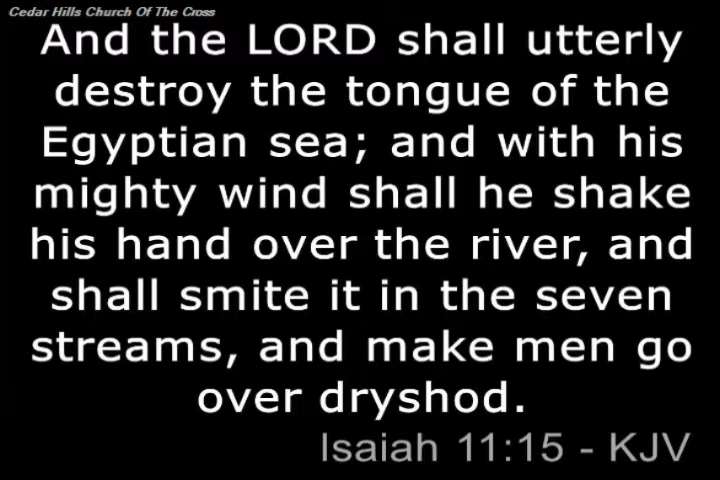 Cedar Hills Church Of The Cross
And the LORD shall utterly
destroy the tongue of the
Egyptian sea; and with his
mighty wind shall he shake
his hand over the river, and
shall smite it in the seven
streams, and make men go
over dryshod.
Isaiah 11:15 - KJV